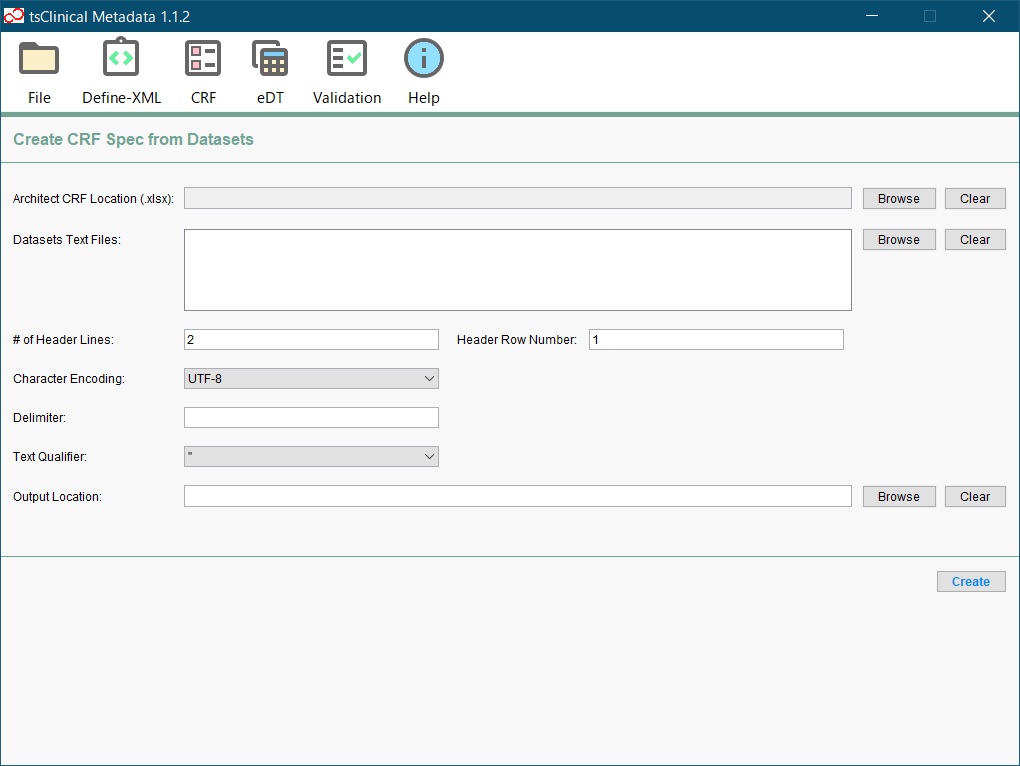 tsClinical Metadata 1.1.2
File Define-XML CRF eDT Validation Help
Create CRF Spec from Datasets
Architect CRF Location (.xlsx): Browse Clear
Datasets Text Files: Browse Clear
# of Header Lines: 2 Header Row Number: 1
Character Encoding: UTF-8
Delimiter:
Text Qualifier: "
Output Location: Browse Clear
Create